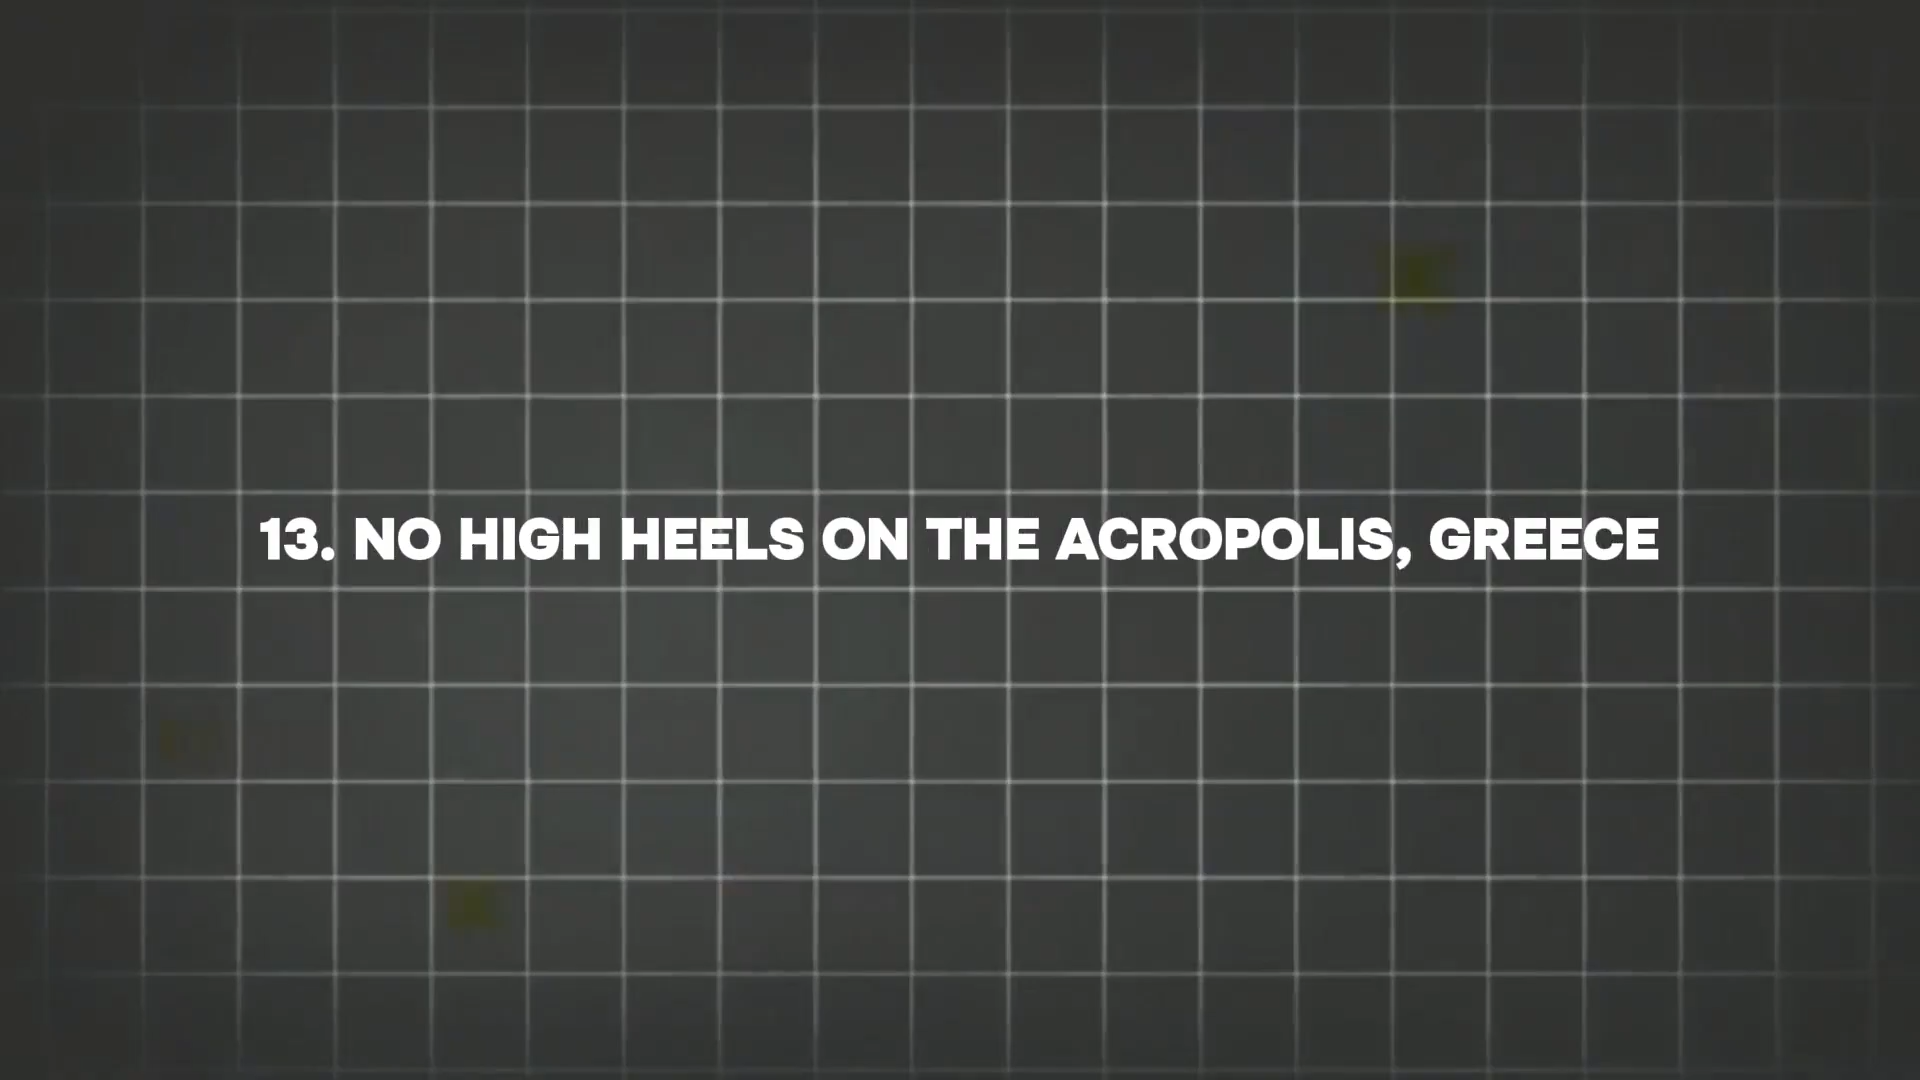 13. NO HIGH HEELS ON THE ACROPOLIS, GREECE